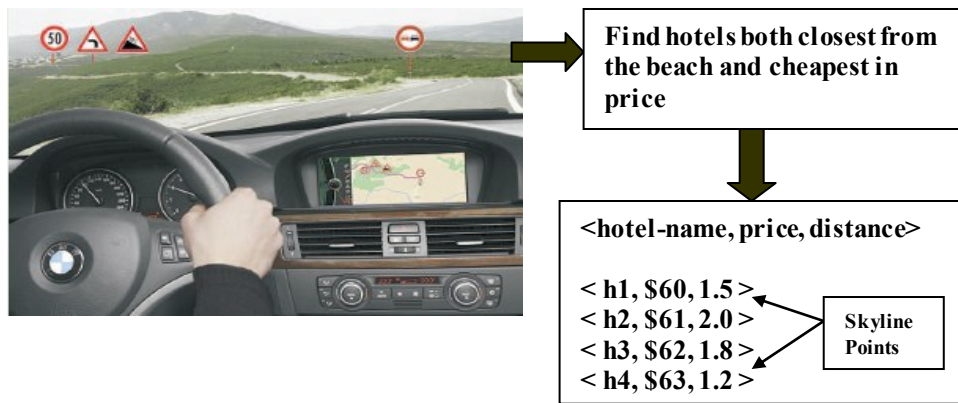 50
Find hotels both closest from
the beach and cheapest in
price
BMW
<hotel-name, price, distance>
< h1, $60, 1.5 >
< h2, $61, 2.0 >
< h3, $62, 1.8 >
< h4, $63, 1.2 >
Skyline
Points